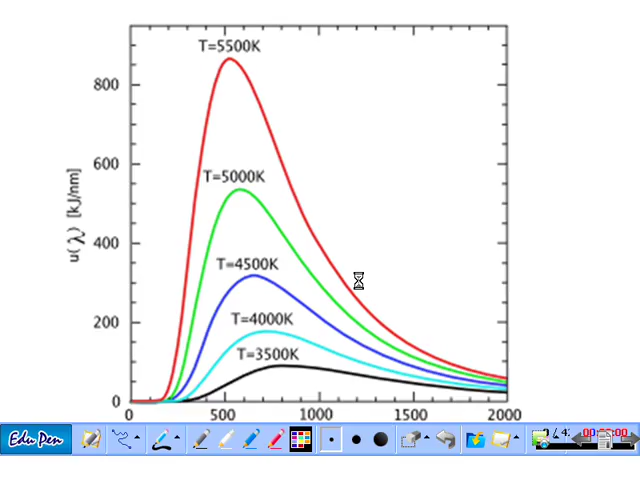 T=5500K
800
T=5000K
600
u(λ) [kJ/nm]
400
T=4500K
T=4000K
200
T=3500K
0
0 500 1000 1500 2000
Edu Pen